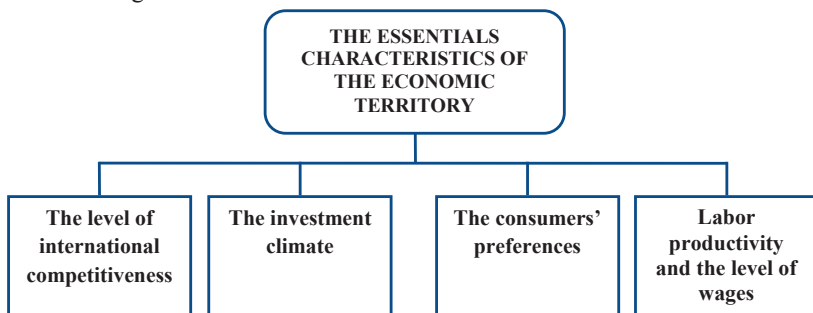 THE ESSENTIALS
CHARACTERISTICS OF
THE ECONOMIC
TERRITORY
The level of
international
competitiveness
The investment
climate
The consumers’
preferences
Labor
productivity
and the level of
wages